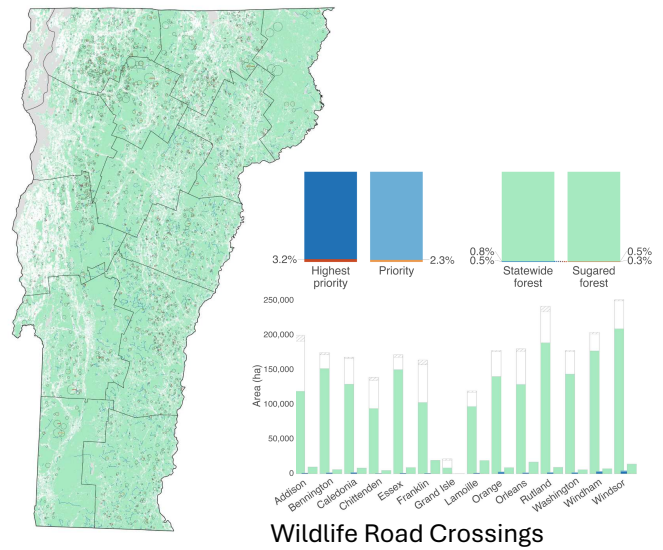 0.8%
0.5%
3.2%
2.3%
0.5%
0.3%
Highest
priority
Priority
Statewide
forest
Sugared
forest
250,000
200,000
150,000
100,000
50,000
0
Area (ha)
Addison
Bennington
Caledonia
Chittenden
Essex
Franklin
Grand Isle
Lamoille
Orange
Orleans
Rutland
Washington
Windham
Windsor
Wildlife Road Crossings